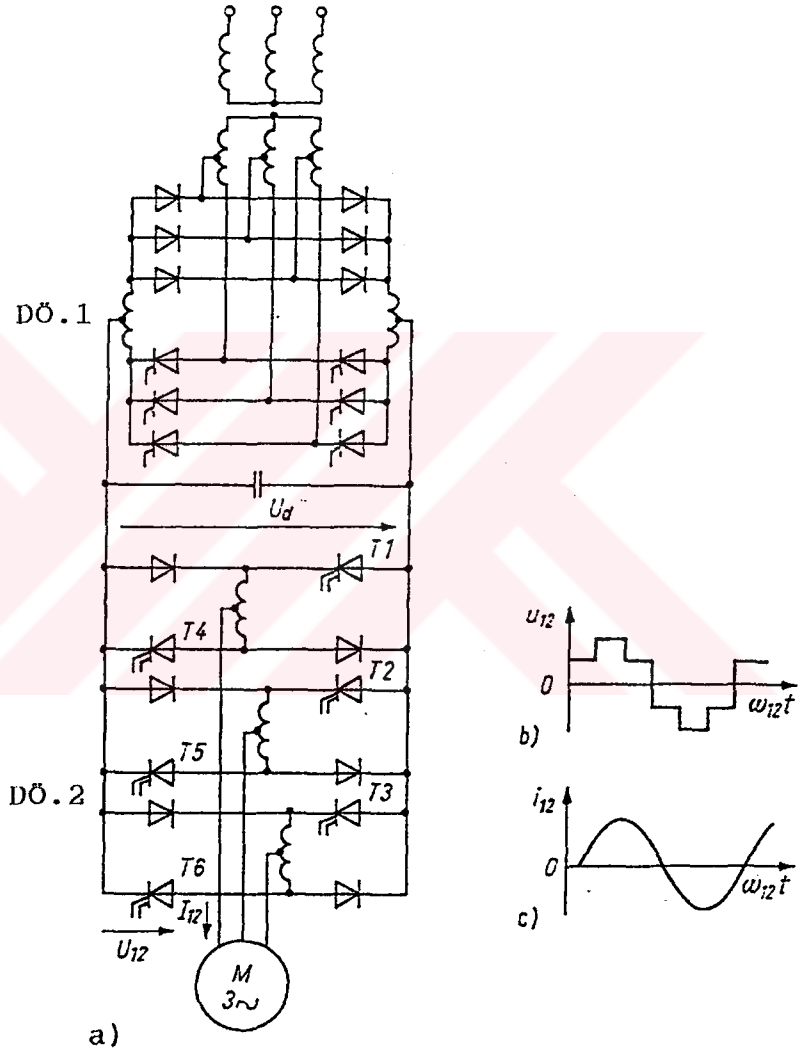 DÖ.1
U_d
T1
T4
T2
T5
T3
DÖ.2
T6
I_12
U_12
M
3~
a)
u_12
0
ω_12t
b)
i_12
0
ω_12t
c)